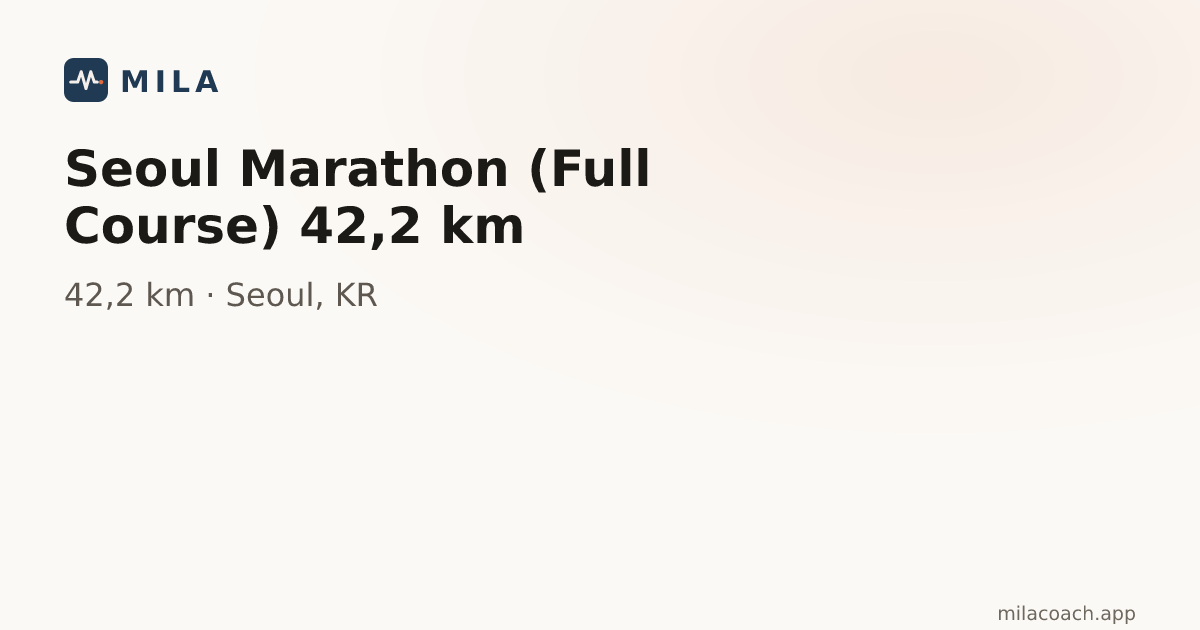 MILA
Seoul Marathon (Full
Course) 42,2 km
42,2 km · Seoul, KR
milacoach.app